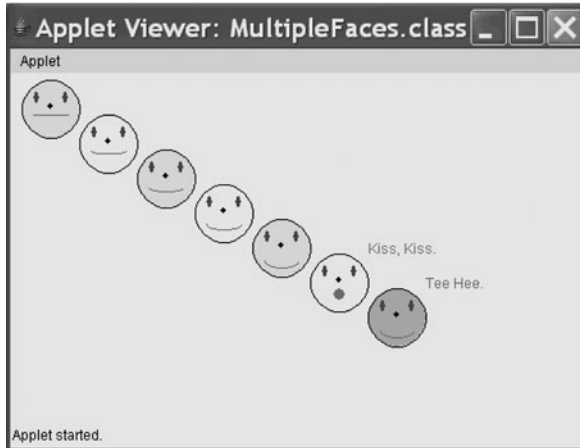 Applet Viewer: MultipleFaces.class
Applet
Kiss, Kiss.
Tee Hee.
Applet started.